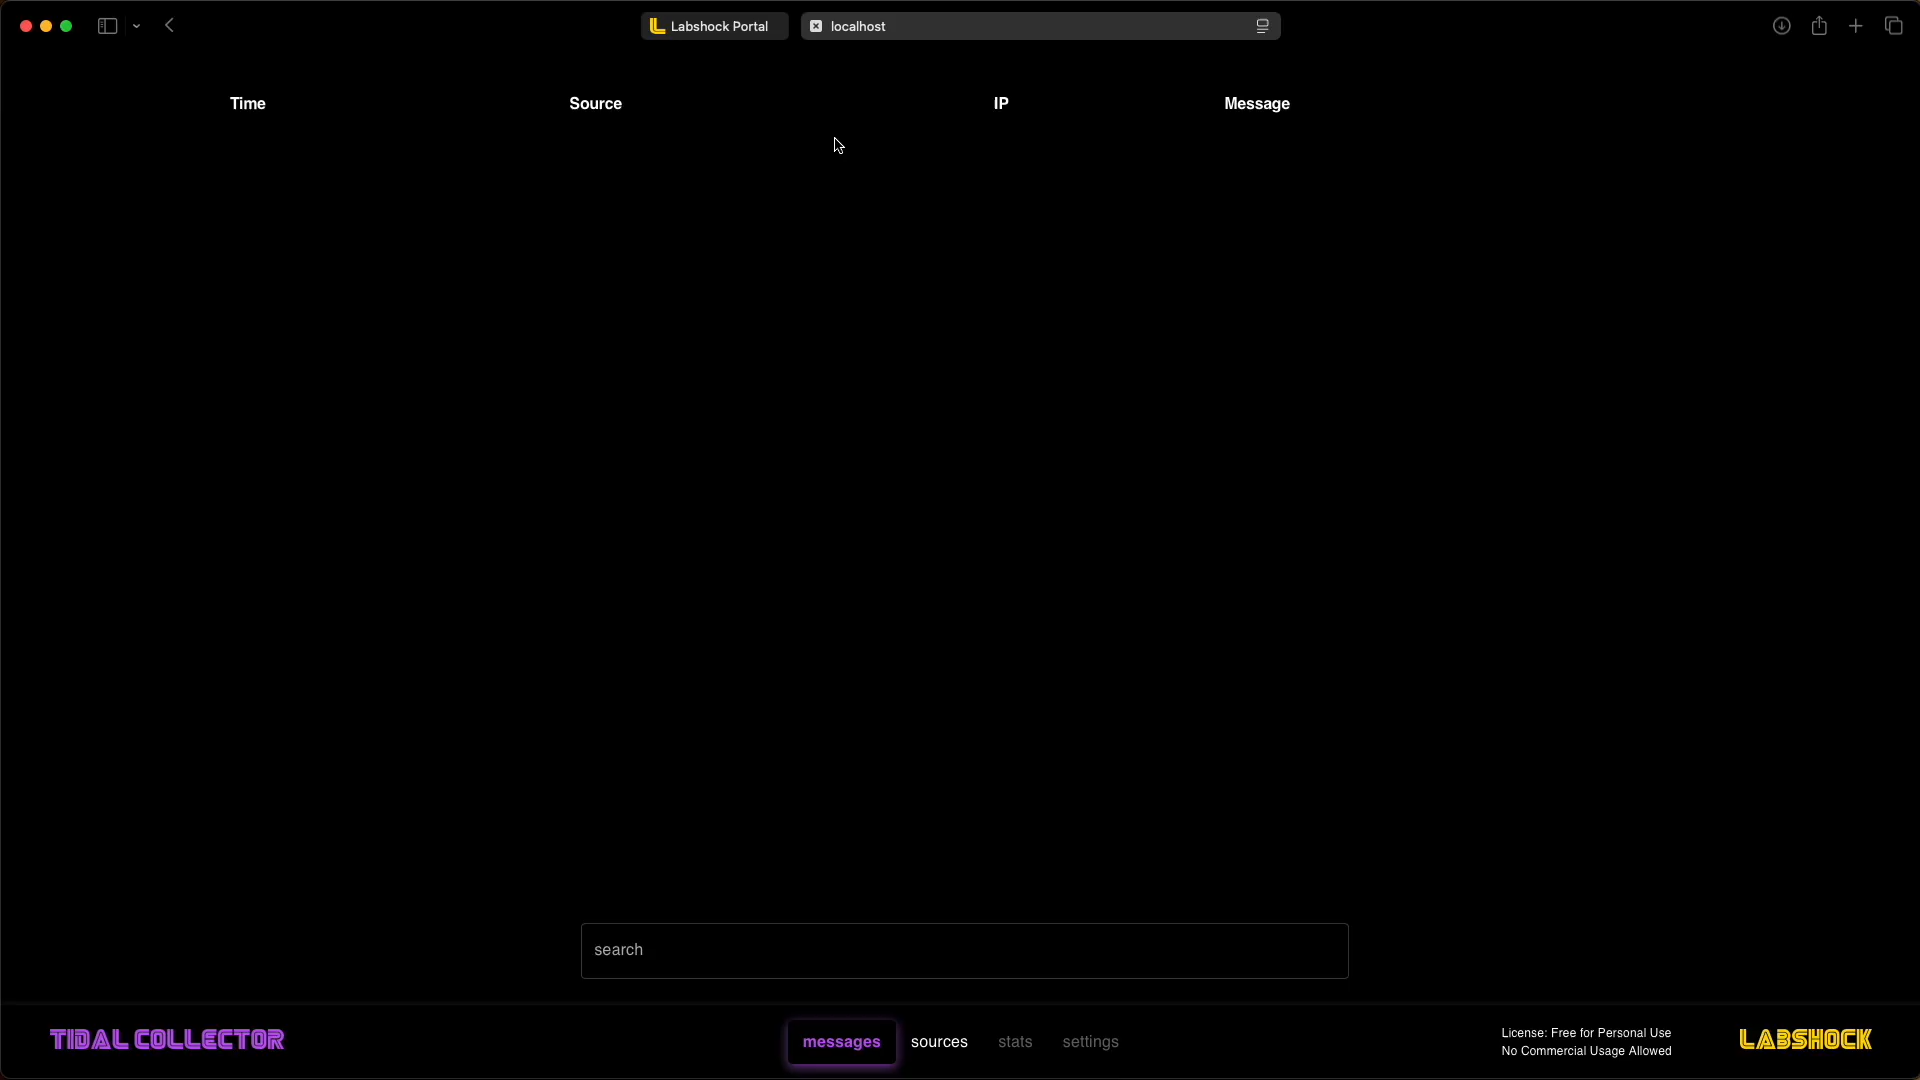 Labshock Portal
localhost
Time Source IP Message
search
TIDAL COLLECTOR
messages sources stats settings
License: Free for Personal Use
No Commercial Usage Allowed
LABSHOCK